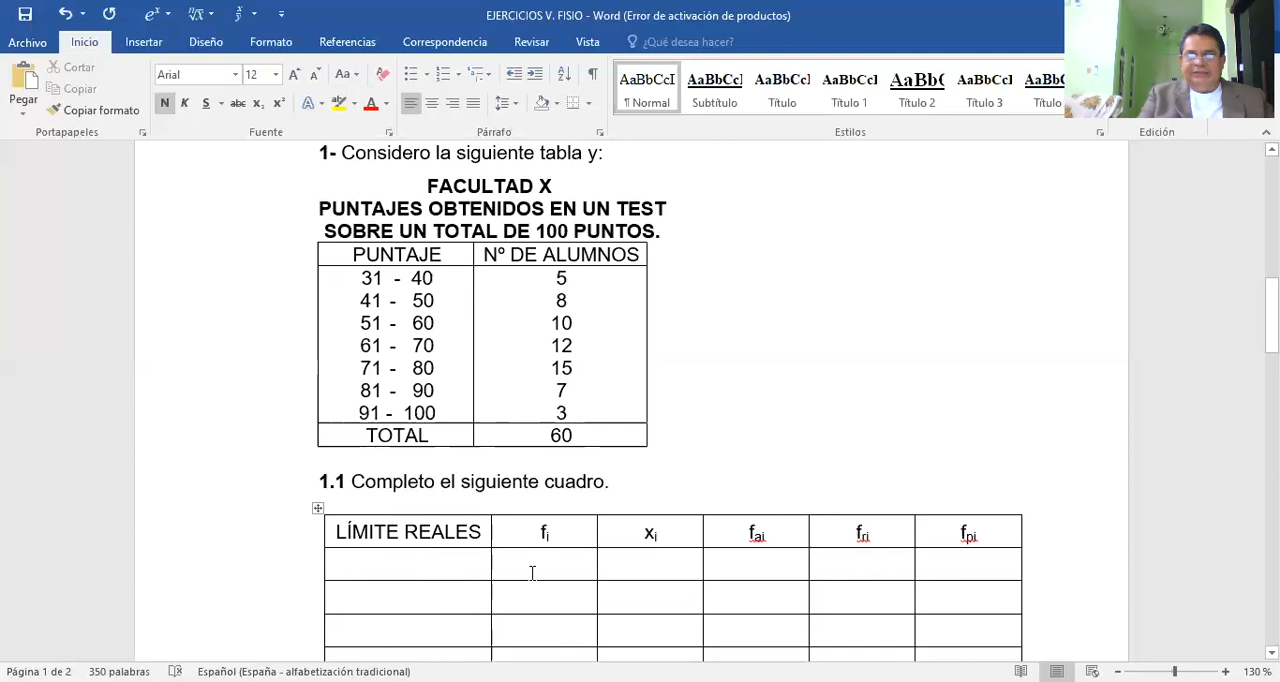 EJERCICIOS V. FISIO - Word (Error de activación de productos)
Archivo Inicio Insertar Diseño Formato Referencias Correspondencia Revisar Vista ¿Qué desea hacer?
Pegar
Cortar
Copiar
Copiar formato
Portapapeles
Arial 12
Aa
N K S abc x₂ x²
Fuente
Párrafo
AaBbCcI AaBbCcl AaBbCcl AaBbCcl AaBb( AaBbCcI AaBbC
¶ Normal Subtítulo Título Título 1 Título 2 Título 3 Título
Estilos
Edición
1- Considero la siguiente tabla y:
FACULTAD X
PUNTAJES OBTENIDOS EN UN TEST
SOBRE UN TOTAL DE 100 PUNTOS.
PUNTAJE Nº DE ALUMNOS
31 - 40 5
41 - 50 8
51 - 60 10
61 - 70 12
71 - 80 15
81 - 90 7
91 - 100 3
TOTAL 60
1.1 Completo el siguiente cuadro.
LÍMITE REALES fi xi fai fri fpi
Página 1 de 2 350 palabras Español (España - alfabetización tradicional) 130 %